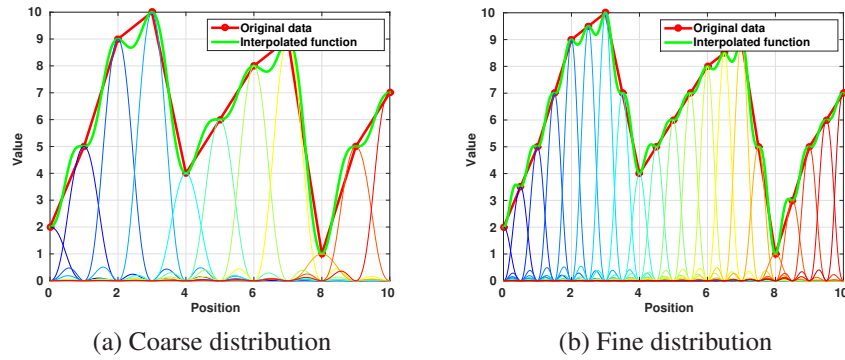 Original data
Interpolated function
10
9
8
7
6
5
4
3
2
1
0
Value
0 2 4 6 8 10
Position
(a) Coarse distribution
Original data
Interpolated function
10
9
8
7
6
5
4
3
2
1
0
Value
0 2 4 6 8 10
Position
(b) Fine distribution